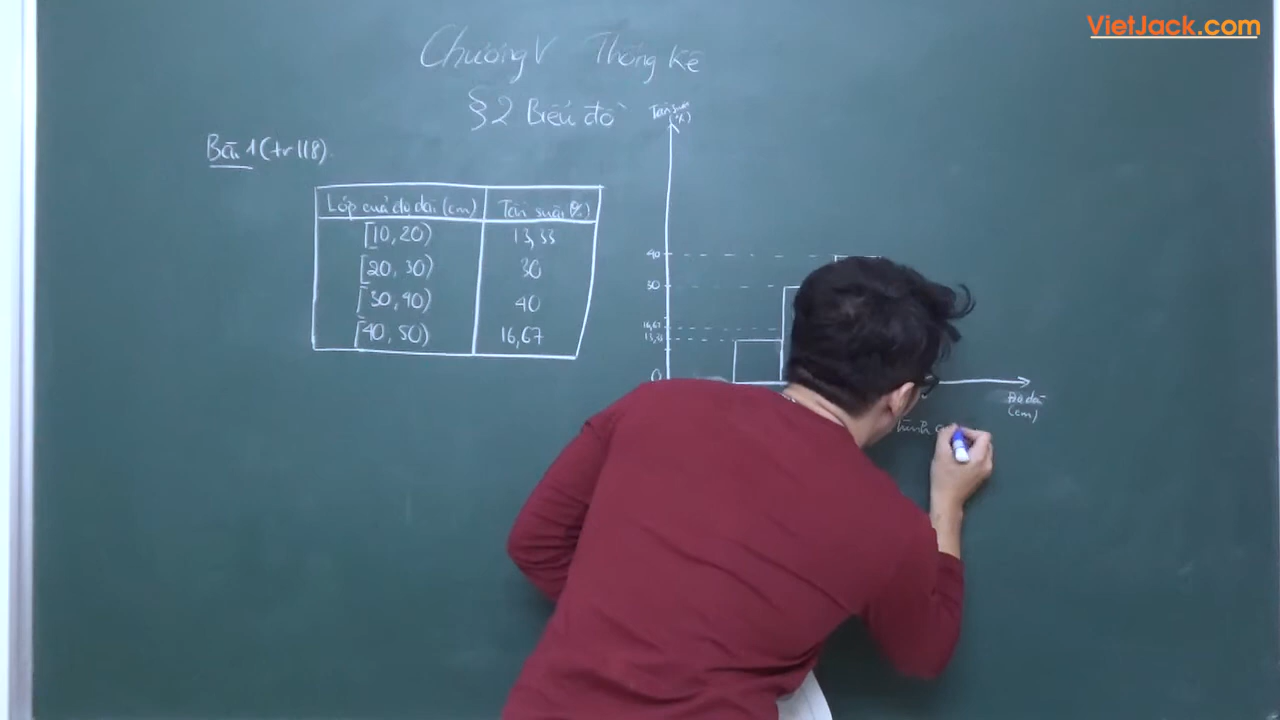 VietJack.com
Chương V Thống kê
§2 Biểu đồ
Bài 1 (tr 118).
Lớp của độ dài (cm) Tần suất (%)
[10, 20) 13,33
[20, 30) 30
[30, 40) 40
[40, 50) 16,67
Tần suất
(%)
40
30
16,67
13,33
0
Độ dài
(cm)
hình